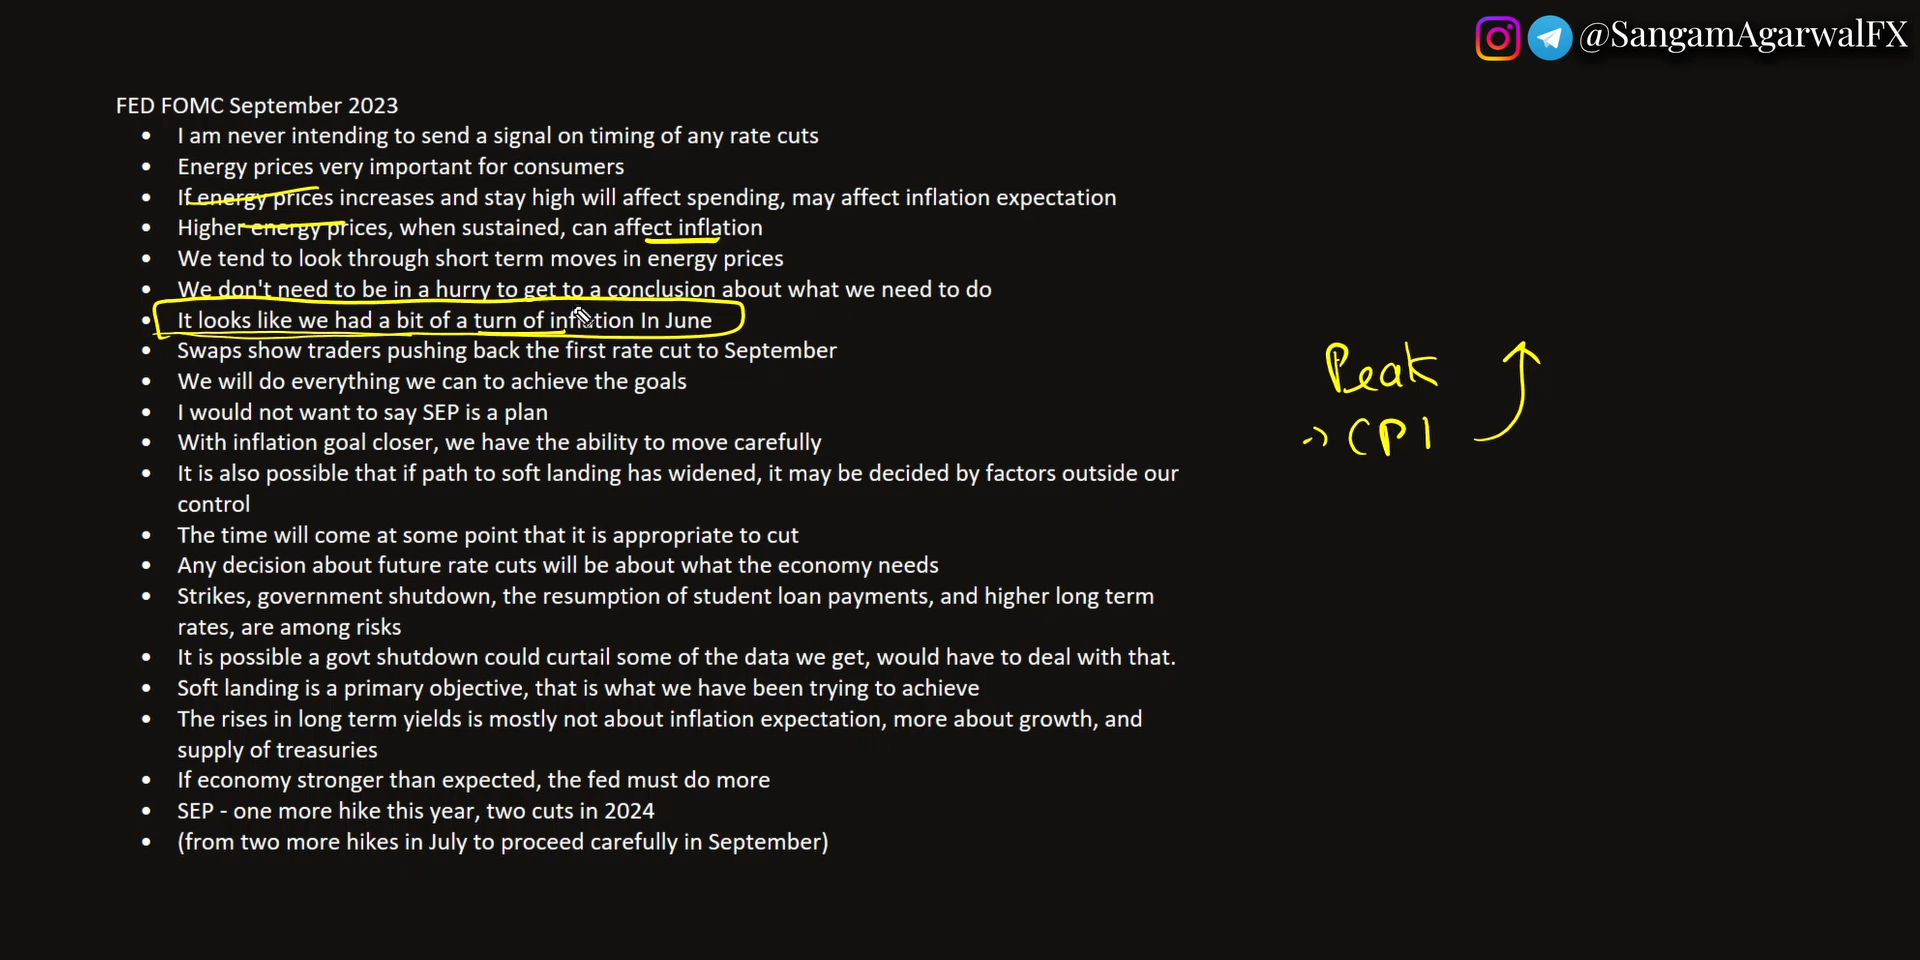 @SangamAgarwalFX
FED FOMC September 2023
• I am never intending to send a signal on timing of any rate cuts
• Energy prices very important for consumers
• If energy prices increases and stay high will affect spending, may affect inflation expectation
• Higher energy prices, when sustained, can affect inflation
• We tend to look through short term moves in energy prices
• We don't need to be in a hurry to get to a conclusion about what we need to do
• It looks like we had a bit of a turn of inflation In June
• Swaps show traders pushing back the first rate cut to September
• We will do everything we can to achieve the goals
• I would not want to say SEP is a plan
• With inflation goal closer, we have the ability to move carefully
• It is also possible that if path to soft landing has widened, it may be decided by factors outside our
control
• The time will come at some point that it is appropriate to cut
• Any decision about future rate cuts will be about what the economy needs
• Strikes, government shutdown, the resumption of student loan payments, and higher long term
rates, are among risks
• It is possible a govt shutdown could curtail some of the data we get, would have to deal with that.
• Soft landing is a primary objective, that is what we have been trying to achieve
• The rises in long term yields is mostly not about inflation expectation, more about growth, and
supply of treasuries
• If economy stronger than expected, the fed must do more
• SEP - one more hike this year, two cuts in 2024
• (from two more hikes in July to proceed carefully in September)
Peak
→ CPI